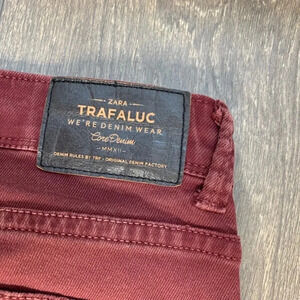 ZARA
TRAFALUC
WE'RE DENIM WEAR
Core Denim
MMXII
DENIM RULES BY TRF - ORIGINAL DENIM FACTORY